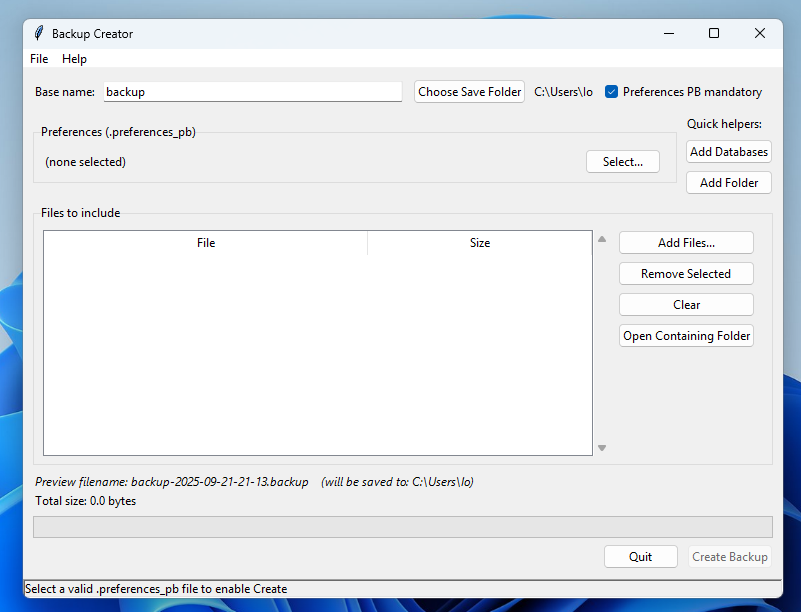 Backup Creator
File Help
Base name: backup Choose Save Folder C:\Users\Io Preferences PB mandatory
Quick helpers:
Preferences (.preferences_pb)
(none selected) Select... Add Databases
Add Folder
Files to include
File Size Add Files...
Remove Selected
Clear
Open Containing Folder
Preview filename: backup-2025-09-21-21-13.backup (will be saved to: C:\Users\Io)
Total size: 0.0 bytes
Quit Create Backup
Select a valid .preferences_pb file to enable Create